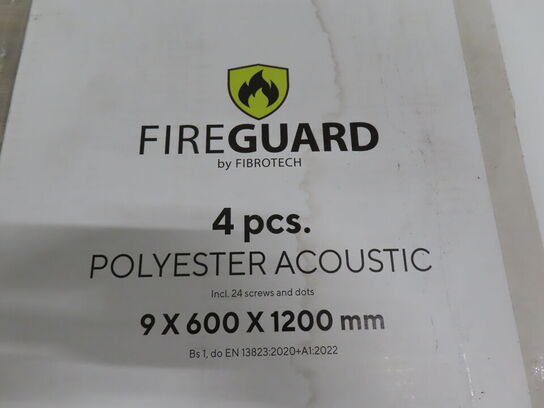 FIREGUARD
by FIBROTECH
4 pcs.
POLYESTER ACOUSTIC
Incl. 24 screws and dots
9 X 600 X 1200 mm
Bs 1, do EN 13823:2020+A1:2022